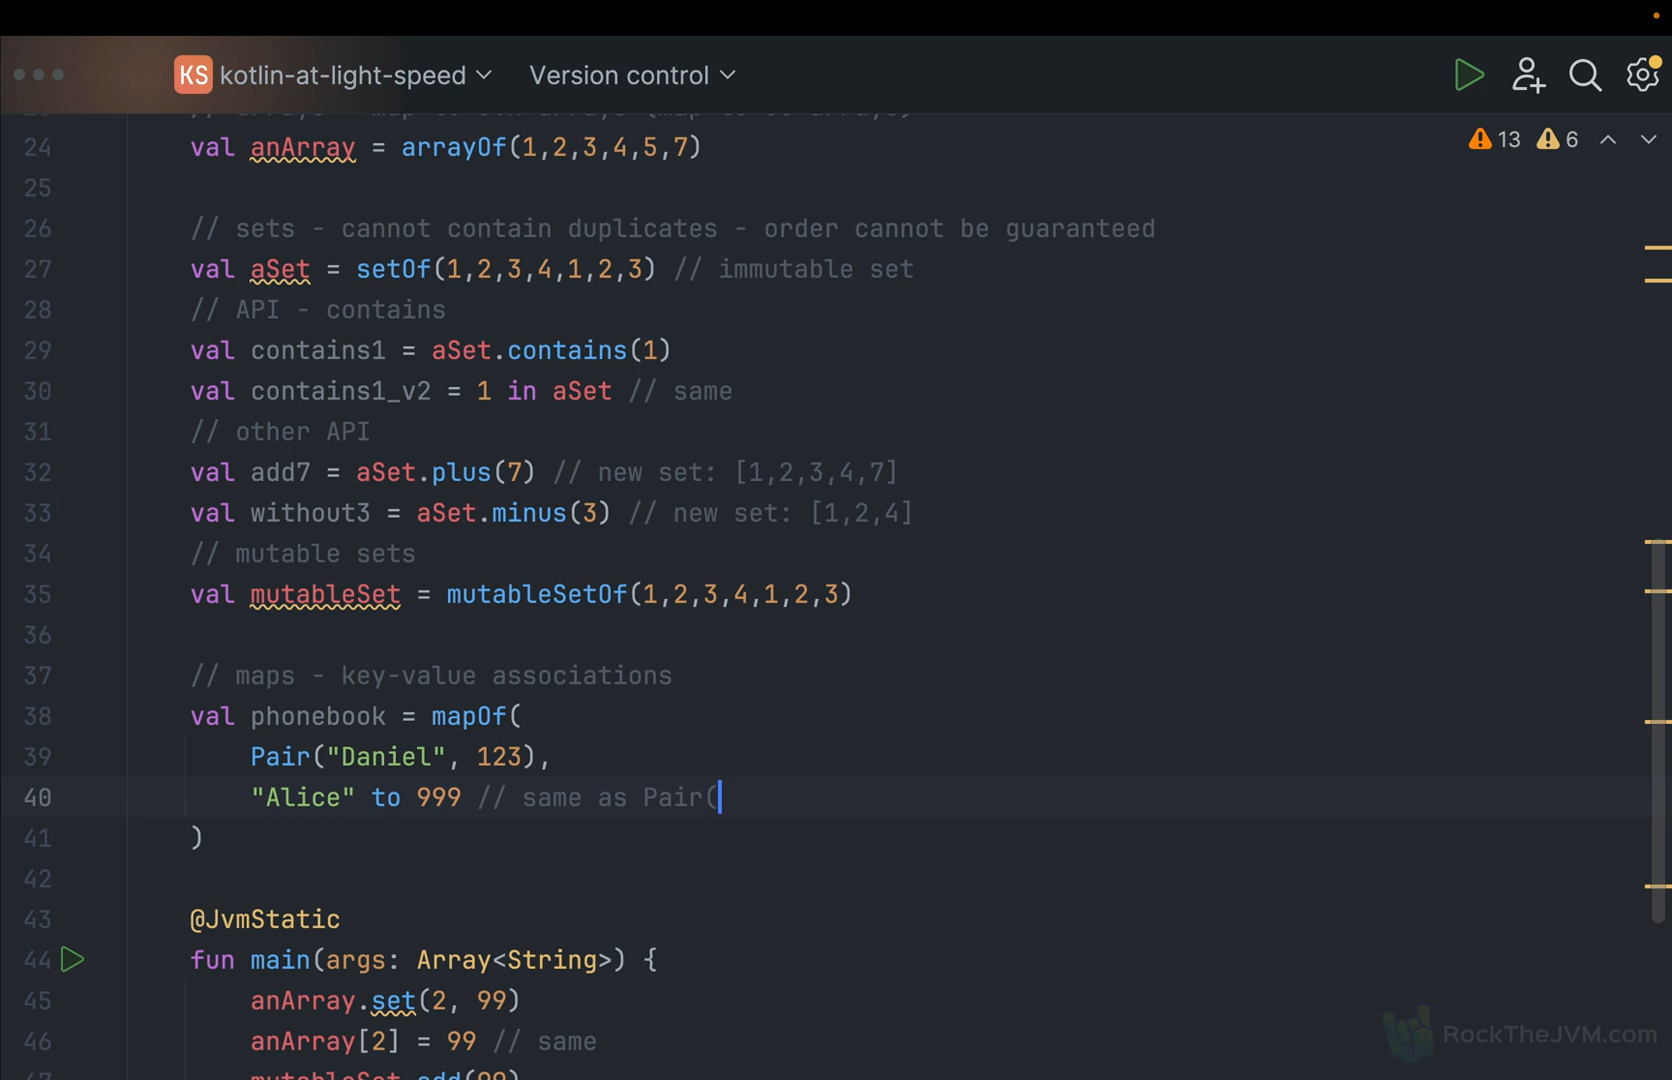 KS kotlin-at-light-speed Version control
24 val anArray = arrayOf(1,2,3,4,5,7)
13 6
25
26 // sets - cannot contain duplicates - order cannot be guaranteed
27 val aSet = setOf(1,2,3,4,1,2,3) // immutable set
28 // API - contains
29 val contains1 = aSet.contains(1)
30 val contains1_v2 = 1 in aSet // same
31 // other API
32 val add7 = aSet.plus(7) // new set: [1,2,3,4,7]
33 val without3 = aSet.minus(3) // new set: [1,2,4]
34 // mutable sets
35 val mutableSet = mutableSetOf(1,2,3,4,1,2,3)
36
37 // maps - key-value associations
38 val phonebook = mapOf(
39 Pair("Daniel", 123),
40 "Alice" to 999 // same as Pair(
41 )
42
43 @JvmStatic
44 fun main(args: Array<String>) {
45 anArray.set(2, 99)
46 anArray[2] = 99 // same
47 mutableSet.add(99)
RockTheJVM.com